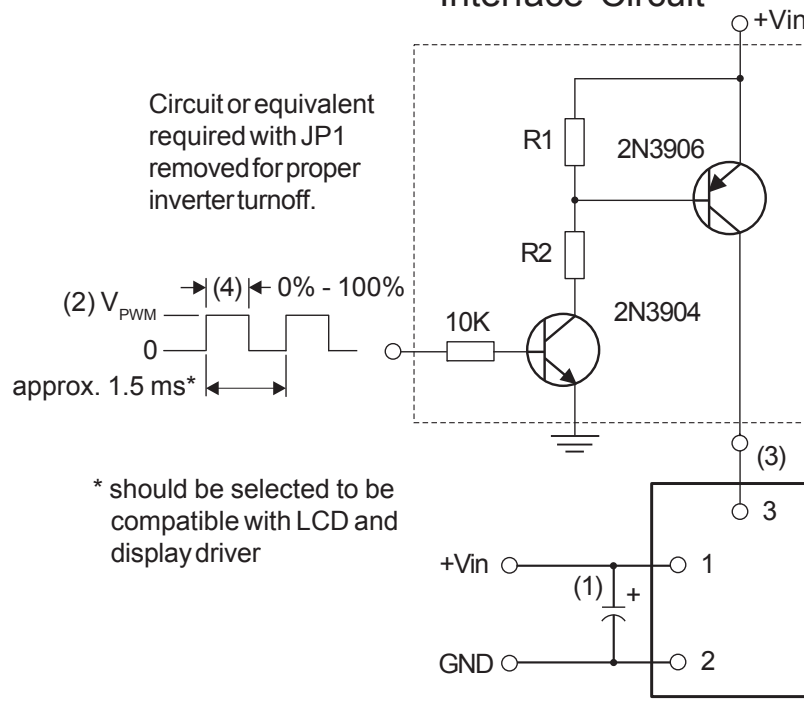 Interface Circuit
+Vin
Circuit or equivalent
required with JP1
removed for proper
inverter turnoff.
R1
2N3906
R2
(2) VPWM
(4)
0% - 100%
10K
2N3904
0
approx. 1.5 ms*
(3)
* should be selected to be
compatible with LCD and
display driver
3
+Vin
1
(1)
+
GND
2